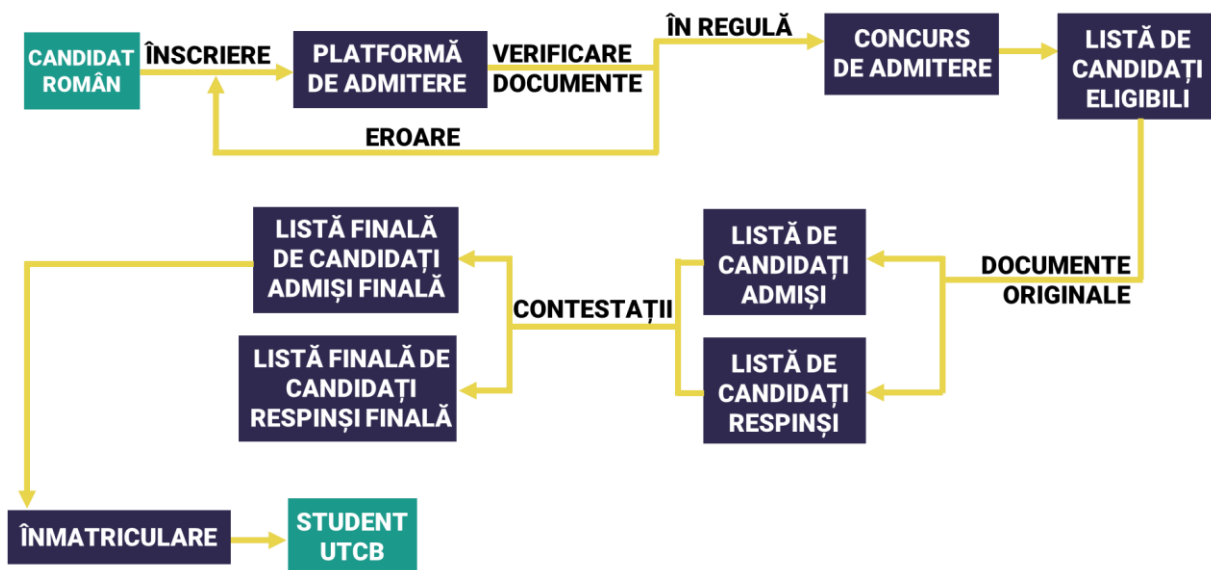 CANDIDAT
ROMÂN
ÎNSCRIERE
PLATFORMĂ
DE ADMITERE
VERIFICARE
DOCUMENTE
ÎN REGULĂ
EROARE
CONCURS
DE ADMITERE
LISTĂ DE
CANDIDAȚI
ELIGIBILI
DOCUMENTE
ORIGINALE
LISTĂ DE
CANDIDAȚI
ADMIȘI
LISTĂ DE
CANDIDAȚI
RESPINȘI
CONTESTAȚII
LISTĂ FINALĂ
DE CANDIDAȚI
ADMIȘI FINALĂ
LISTĂ FINALĂ DE
CANDIDAȚI
RESPINȘI FINALĂ
ÎNMATRICULARE
STUDENT
UTCB